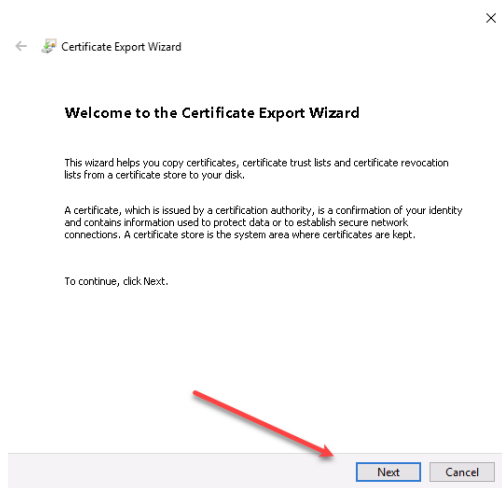 Certificate Export Wizard
Welcome to the Certificate Export Wizard
This wizard helps you copy certificates, certificate trust lists and certificate revocation
lists from a certificate store to your disk.
A certificate, which is issued by a certification authority, is a confirmation of your identity
and contains information used to protect data or to establish secure network
connections. A certificate store is the system area where certificates are kept.
To continue, click Next.
Next Cancel